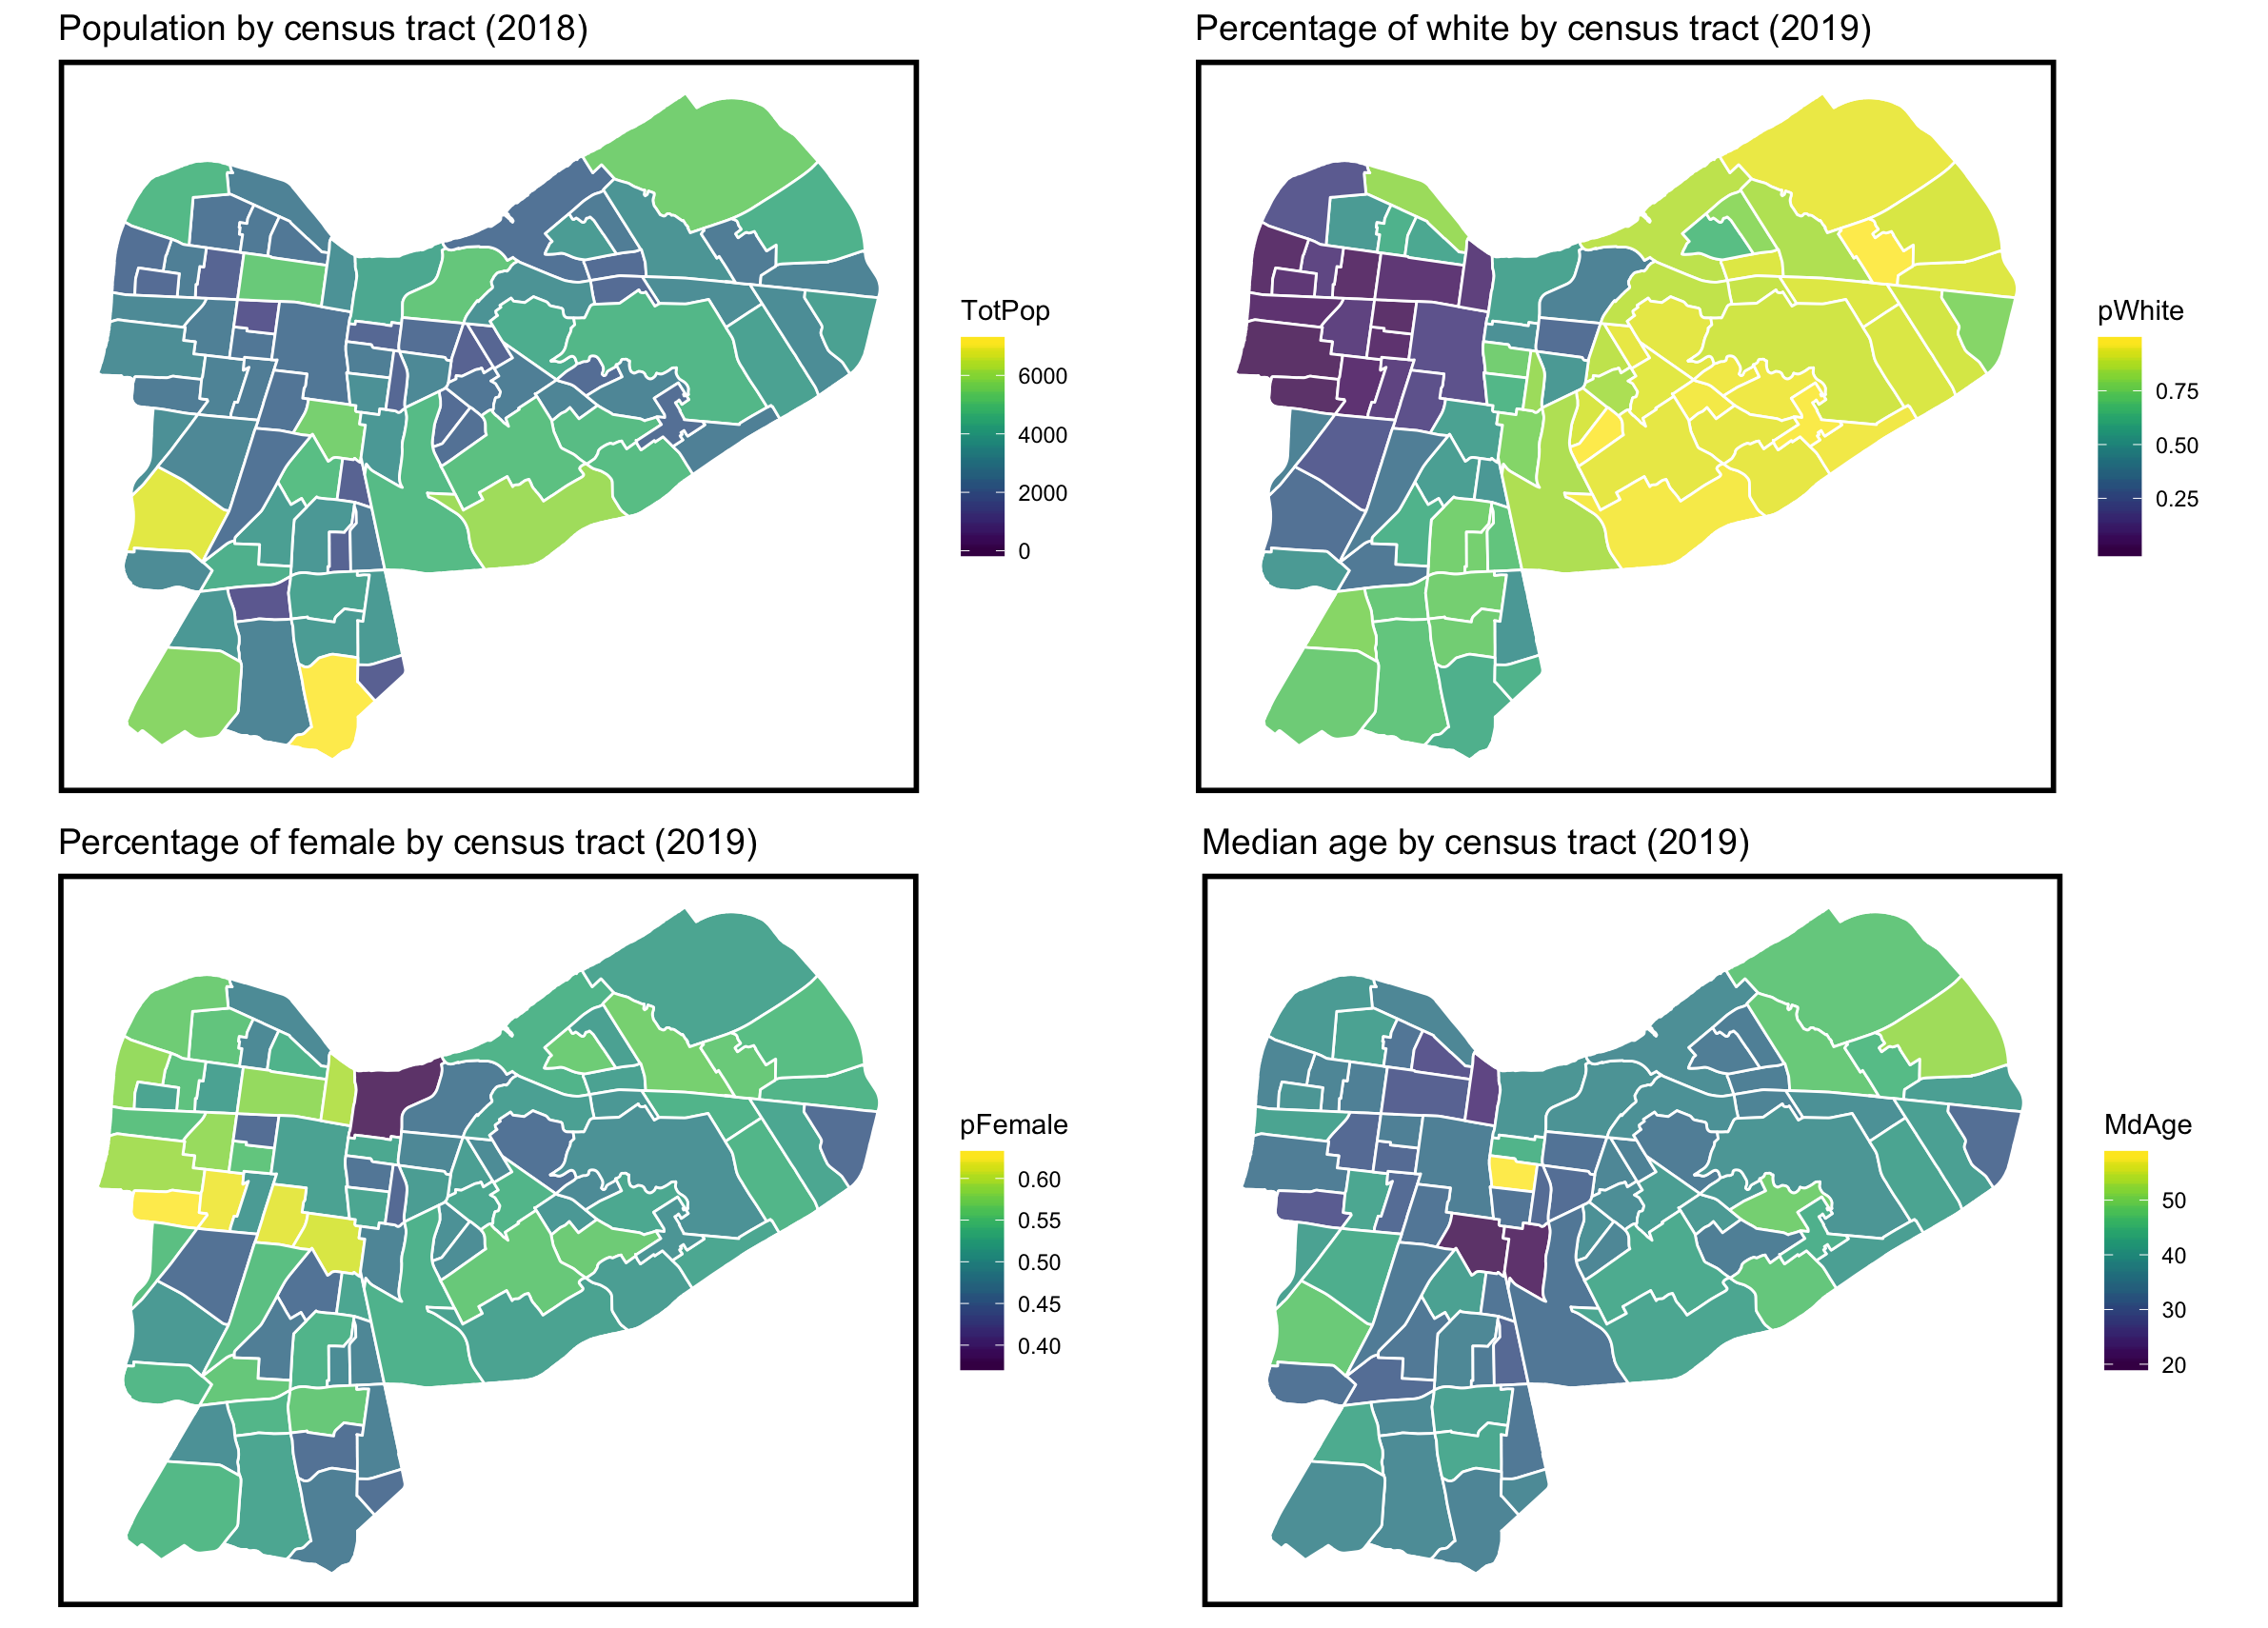 Population by census tract (2018)
TotPop
6000
4000
2000
0
Percentage of white by census tract (2019)
pWhite
0.75
0.50
0.25
Percentage of female by census tract (2019)
pFemale
0.60
0.55
0.50
0.45
0.40
Median age by census tract (2019)
MdAge
50
40
30
20